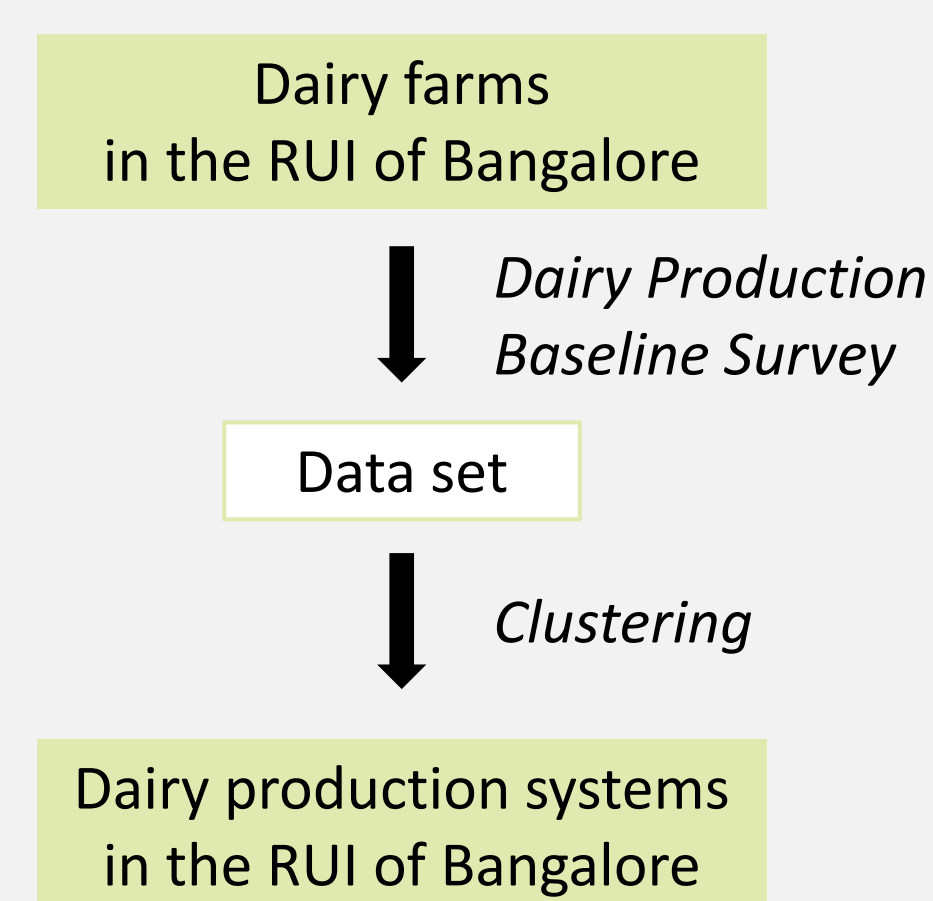 Dairy farms
in the RUI of Bangalore
Dairy Production
Baseline Survey
Data set
Clustering
Dairy production systems
in the RUI of Bangalore